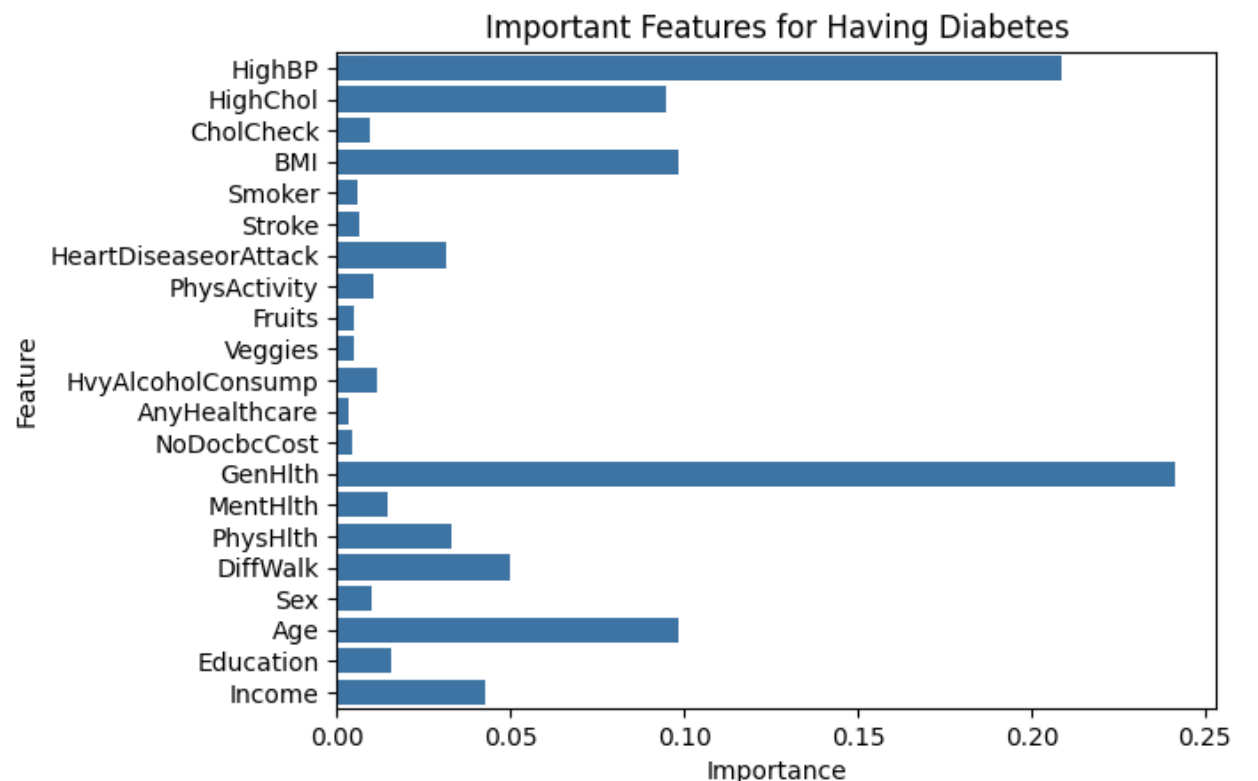 Important Features for Having Diabetes
HighBP
HighChol
CholCheck
BMI
Smoker
Stroke
HeartDiseaseorAttack
PhysActivity
Fruits
Veggies
HvyAlcoholConsump
AnyHealthcare
NoDocbcCost
GenHlth
MentHlth
PhysHlth
DiffWalk
Sex
Age
Education
Income
Feature
0.00 0.05 0.10 0.15 0.20 0.25
Importance